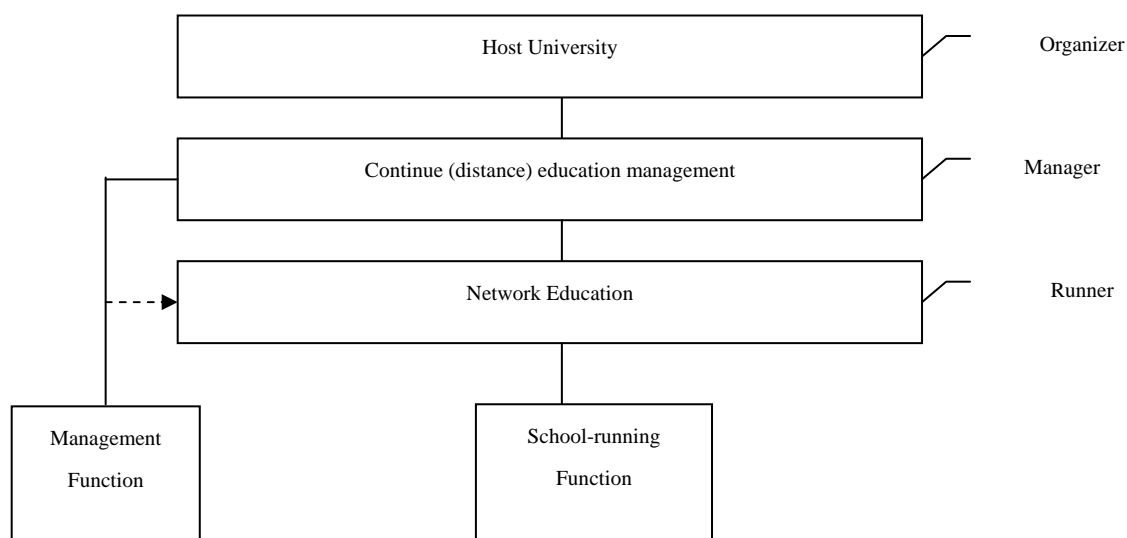 Host University
Organizer
Continue (distance) education management
Manager
Network Education
Runner
Management
Function
School-running
Function